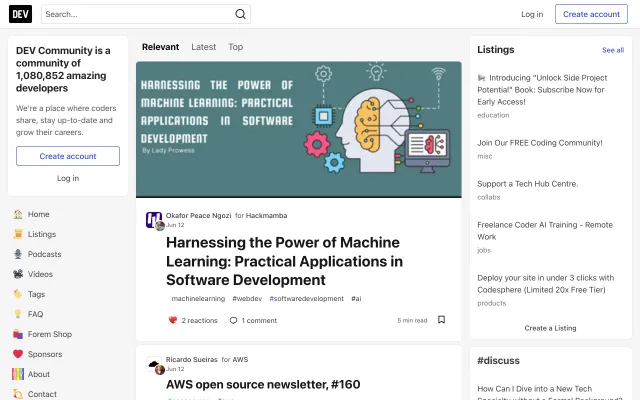 DEV
Search...
Log in
Create account
DEV Community is a
community of
1,080,852 amazing
developers
We're a place where coders
share, stay up-to-date and
grow their careers.
Create account
Log in
Home
Listings
Podcasts
Videos
Tags
FAQ
Forem Shop
Sponsors
About
Contact
Relevant
Latest
Top
HARNESSING THE POWER OF
MACHINE LEARNING: PRACTICAL
APPLICATIONS IN SOFTWARE
DEVELOPMENT
By Lady Prowess
Okafor Peace Ngozi for Hackmamba
Jun 12
Harnessing the Power of Machine
Learning: Practical Applications in
Software Development
machinelearning #webdev #softwaredevelopment #ai
2 reactions
1 comment
5 min read
Ricardo Sueiras for AWS
Jun 12
AWS open source newsletter, #160
Listings
See all
Introducing "Unlock Side Project
Potential" Book: Subscribe Now for
Early Access!
education
Join Our FREE Coding Community!
misc
Support a Tech Hub Centre.
collabs
Freelance Coder AI Training - Remote
Work
jobs
Deploy your site in under 3 clicks with
Codesphere (Limited 20x Free Tier)
products
Create a Listing
#discuss
How Can I Dive into a New Tech
Specialty without a Formal Background?